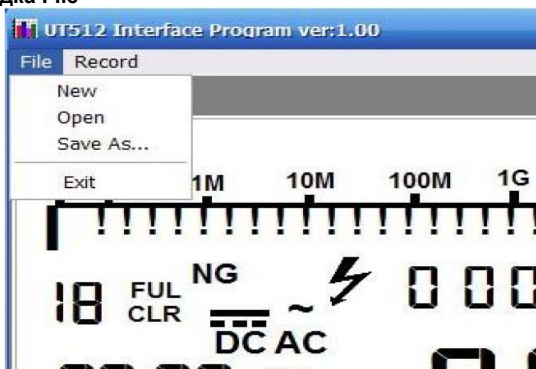 UT512 Interface Program ver:1.00
File Record
New
Open
Save As...
Exit
1M 10M 100M 1G
18 FUL NG
CLR
DC AC